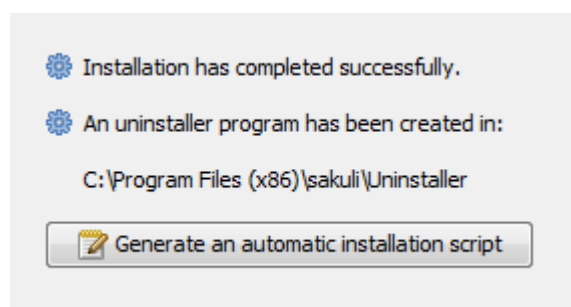 Installation has completed successfully.
An uninstaller program has been created in:
C:\Program Files (x86)\sakuli\Uninstaller
Generate an automatic installation script